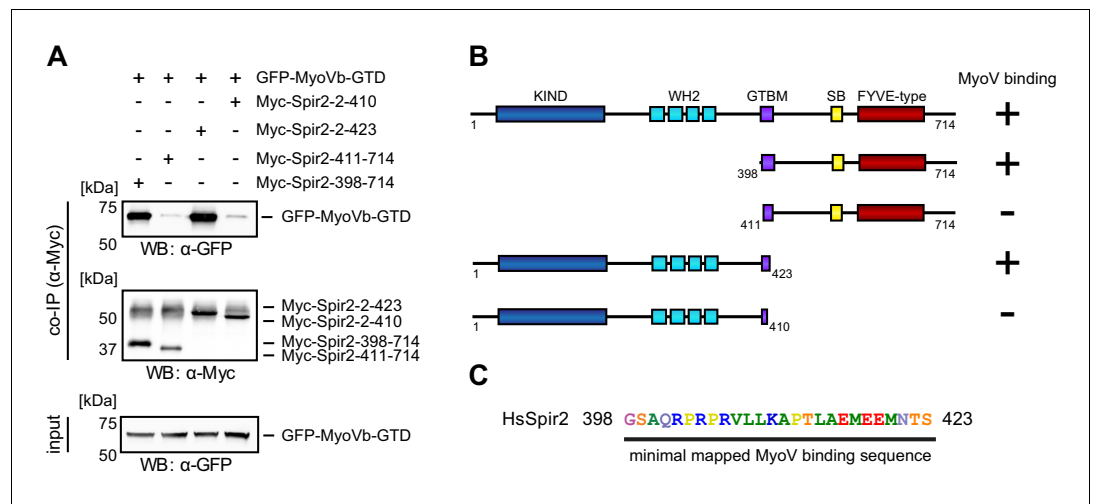 A
+ + + + GFP-MyoVb-GTD
- - - + Myc-Spir2-2-410
- - + - Myc-Spir2-2-423
- + - - Myc-Spir2-411-714
+ - - - Myc-Spir2-398-714
[kDa]
75
GFP-MyoVb-GTD
50
WB: α-GFP
co-IP (α-Myc)
[kDa]
Myc-Spir2-2-423
50
Myc-Spir2-2-410
Myc-Spir2-398-714
37
Myc-Spir2-411-714
WB: α-Myc
[kDa]
75
input
GFP-MyoVb-GTD
50
WB: α-GFP
B
MyoV binding
KIND WH2 GTBM SB FYVE-type
1 714 +
398 714 +
411 714 -
1 423 +
1 410 -
C
HsSpir2 398 GSAQRPRPRVLLKAPTLAEMEEMNTS 423
minimal mapped MyoV binding sequence